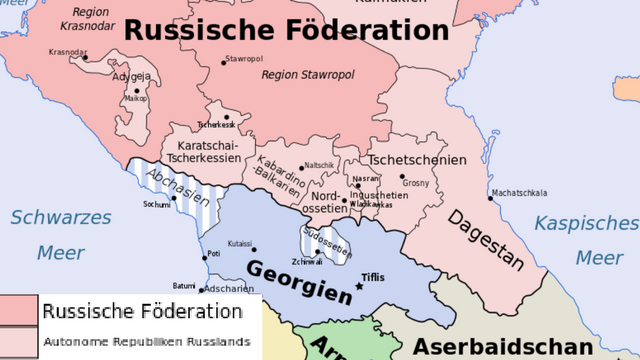 Meer
Kalmükien
Region
Krasnodar
Russische Föderation
Krasnodar
Stawropol
Adygeja
Region Stawropol
Maikop
Tscherkessk
Karatschai-
Tscherkessien
Kabardino
-Balkarien
Naltschik
Tschetschenien
Nasran
Grosny
Inguschetien
Wladikawkas
Nord-
ossetien
Abchasien
Machatschkala
Sochumi
Schwarzes
Meer
Kaspisches
Meer
Dagestan
Südossetien
Kutaissi
Poti
Zchinwali
Georgien
Tiflis
Batumi
Adscharien
Russische Föderation
Autonome Republiken Russlands
Aserbaidschan